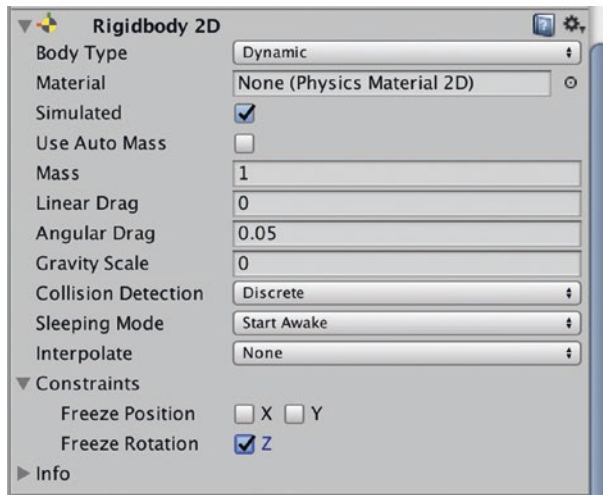 Rigidbody 2D
Body Type Dynamic
Material None (Physics Material 2D)
Simulated
Use Auto Mass
Mass 1
Linear Drag 0
Angular Drag 0.05
Gravity Scale 0
Collision Detection Discrete
Sleeping Mode Start Awake
Interpolate None
Constraints
Freeze Position X Y
Freeze Rotation Z
Info